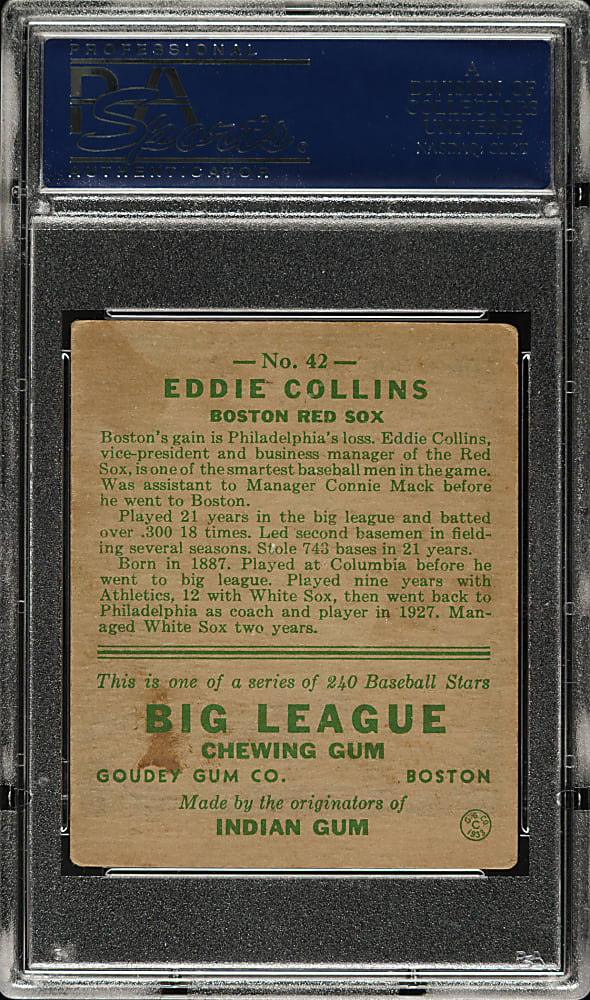 PROFESSIONAL
PSA
Sports
AUTHENTICATOR
A
DIVISION OF
COLLECTORS
UNIVERSE
NASDAQ: CLCT
— No. 42 —
EDDIE COLLINS
BOSTON RED SOX
Boston's gain is Philadelphia's loss. Eddie Collins,
vice-president and business manager of the Red
Sox, is one of the smartest baseball men in the game.
Was assistant to Manager Connie Mack before
he went to Boston.
Played 21 years in the big league and batted
over .300 18 times. Led second basemen in field-
ing several seasons. Stole 743 bases in 21 years.
Born in 1887. Played at Columbia before he
went to big league. Played nine years with
Athletics, 12 with White Sox, then went back to
Philadelphia as coach and player in 1927. Man-
aged White Sox two years.
This is one of a series of 240 Baseball Stars
BIG LEAGUE
CHEWING GUM
GOUDEY GUM CO. BOSTON
Made by the originators of
INDIAN GUM
G.G.CO.
C
1933
PSA